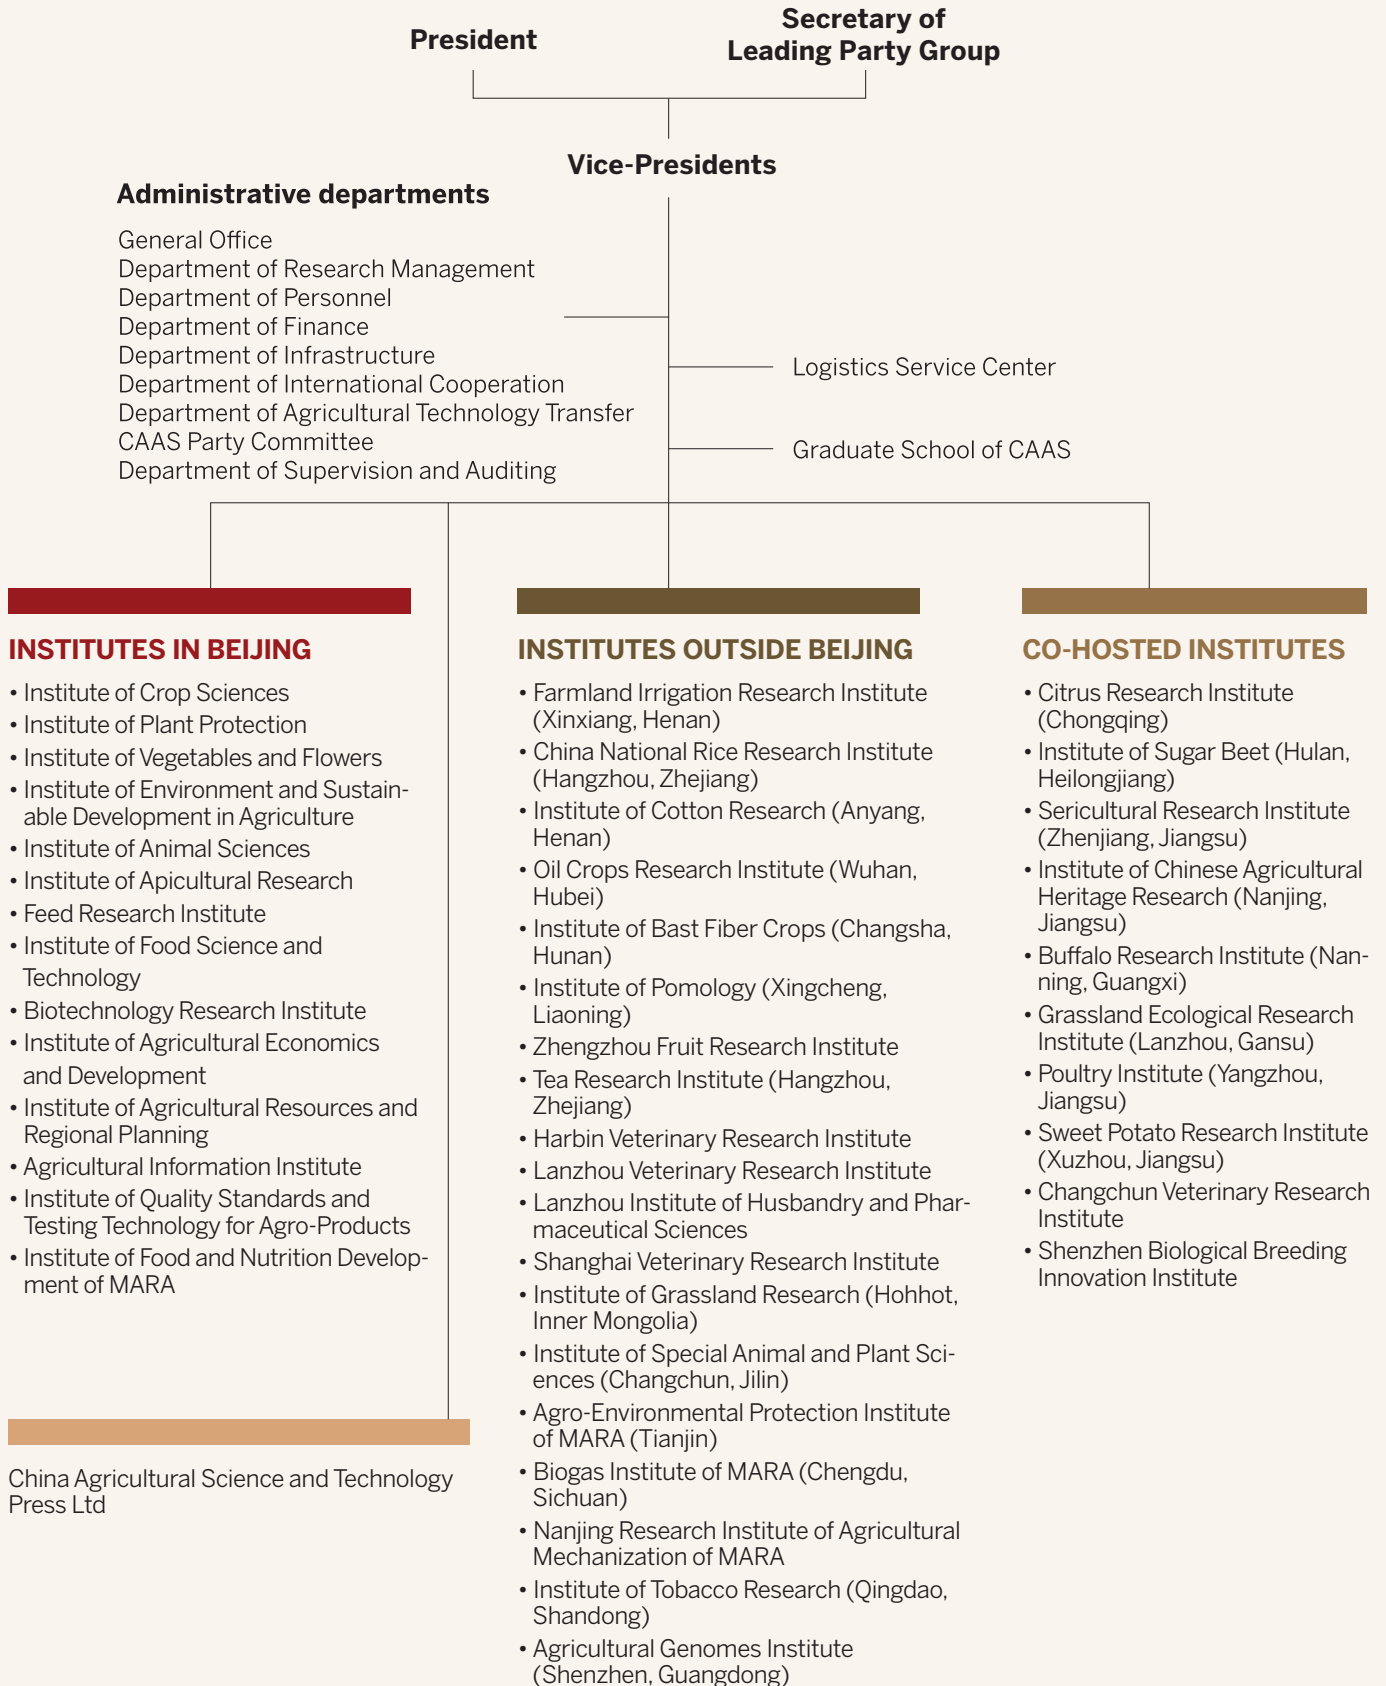 President
Secretary of
Leading Party Group
Vice-Presidents
Administrative departments
General Office
Department of Research Management
Department of Personnel
Department of Finance
Department of Infrastructure
Department of International Cooperation
Department of Agricultural Technology Transfer
CAAS Party Committee
Department of Supervision and Auditing
Logistics Service Center
Graduate School of CAAS
INSTITUTES IN BEIJING
• Institute of Crop Sciences
• Institute of Plant Protection
• Institute of Vegetables and Flowers
• Institute of Environment and Sustain-
able Development in Agriculture
• Institute of Animal Sciences
• Institute of Apicultural Research
• Feed Research Institute
• Institute of Food Science and
Technology
• Biotechnology Research Institute
• Institute of Agricultural Economics
and Development
• Institute of Agricultural Resources and
Regional Planning
• Agricultural Information Institute
• Institute of Quality Standards and
Testing Technology for Agro-Products
• Institute of Food and Nutrition Develop-
ment of MARA
China Agricultural Science and Technology
Press Ltd
INSTITUTES OUTSIDE BEIJING
• Farmland Irrigation Research Institute
(Xinxiang, Henan)
• China National Rice Research Institute
(Hangzhou, Zhejiang)
• Institute of Cotton Research (Anyang,
Henan)
• Oil Crops Research Institute (Wuhan,
Hubei)
• Institute of Bast Fiber Crops (Changsha,
Hunan)
• Institute of Pomology (Xingcheng,
Liaoning)
• Zhengzhou Fruit Research Institute
• Tea Research Institute (Hangzhou,
Zhejiang)
• Harbin Veterinary Research Institute
• Lanzhou Veterinary Research Institute
• Lanzhou Institute of Husbandry and Phar-
maceutical Sciences
• Shanghai Veterinary Research Institute
• Institute of Grassland Research (Hohhot,
Inner Mongolia)
• Institute of Special Animal and Plant Sci-
ences (Changchun, Jilin)
• Agro-Environmental Protection Institute
of MARA (Tianjin)
• Biogas Institute of MARA (Chengdu,
Sichuan)
• Nanjing Research Institute of Agricultural
Mechanization of MARA
• Institute of Tobacco Research (Qingdao,
Shandong)
• Agricultural Genomes Institute
(Shenzhen, Guangdong)
CO-HOSTED INSTITUTES
• Citrus Research Institute
(Chongqing)
• Institute of Sugar Beet (Hulan,
Heilongjiang)
• Sericultural Research Institute
(Zhenjiang, Jiangsu)
• Institute of Chinese Agricultural
Heritage Research (Nanjing,
Jiangsu)
• Buffalo Research Institute (Nan-
ning, Guangxi)
• Grassland Ecological Research
Institute (Lanzhou, Gansu)
• Poultry Institute (Yangzhou,
Jiangsu)
• Sweet Potato Research Institute
(Xuzhou, Jiangsu)
• Changchun Veterinary Research
Institute
• Shenzhen Biological Breeding
Innovation Institute